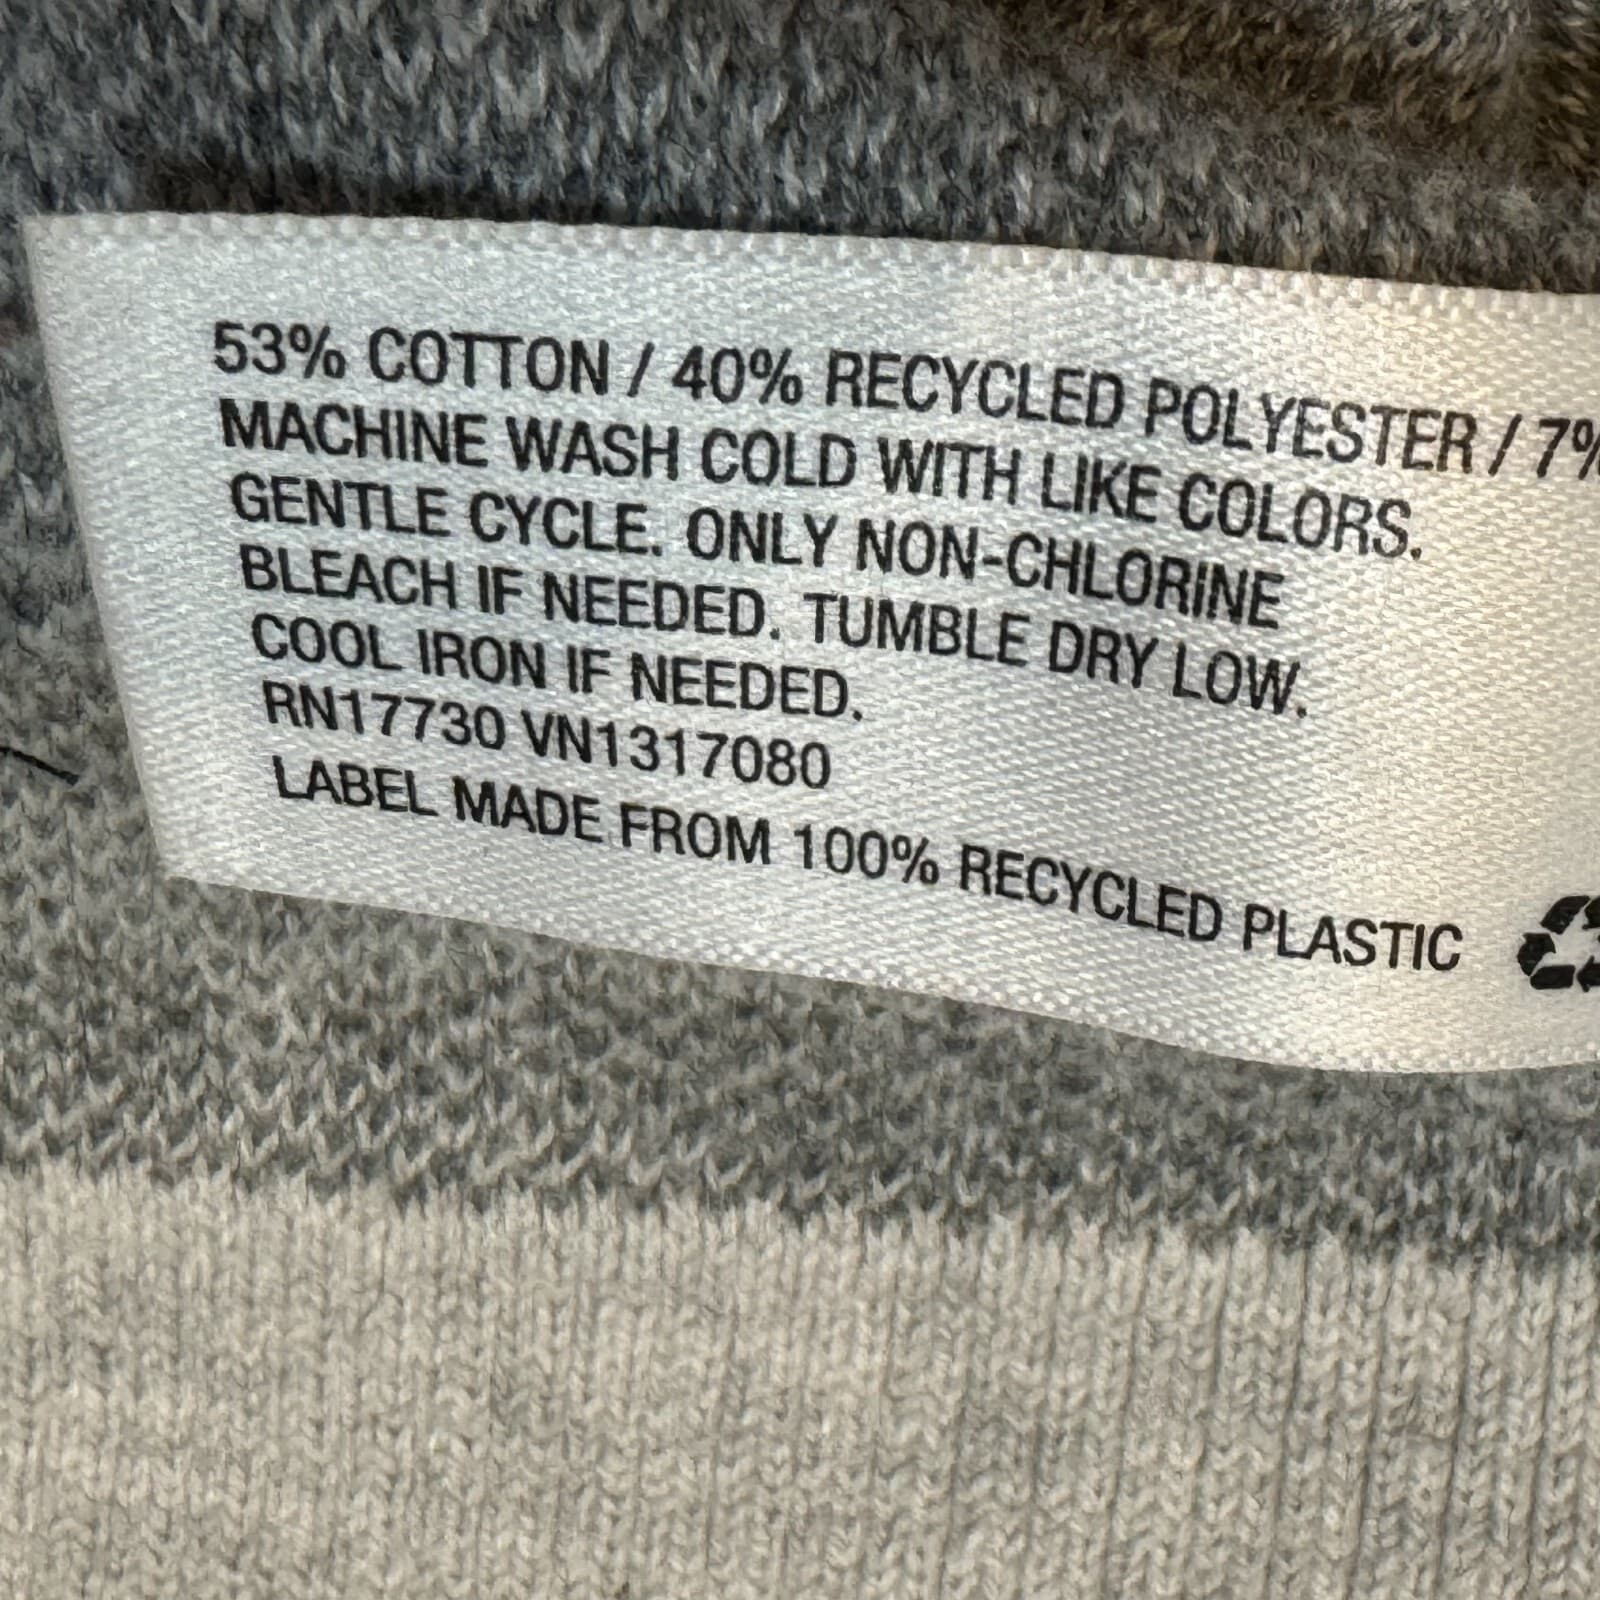 53% COTTON / 40% RECYCLED POLYESTER / 7%
MACHINE WASH COLD WITH LIKE COLORS.
GENTLE CYCLE. ONLY NON-CHLORINE
BLEACH IF NEEDED. TUMBLE DRY LOW.
COOL IRON IF NEEDED.
RN17730 VN1317080
LABEL MADE FROM 100% RECYCLED PLASTIC